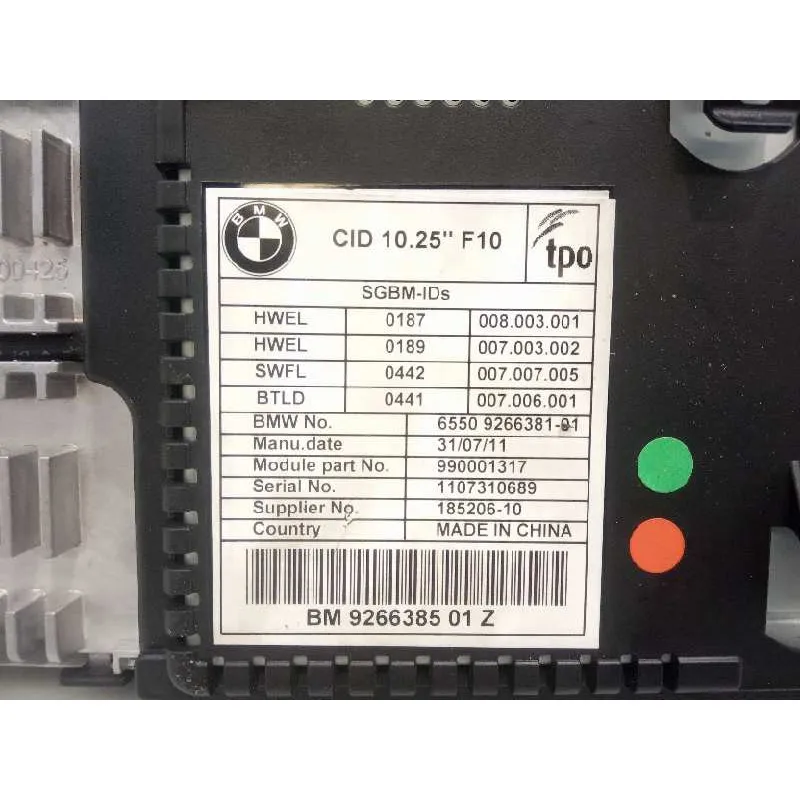 BMW
CID 10.25" F10
tpo
SGBM-IDs
HWEL 0187 008.003.001
HWEL 0189 007.003.002
SWFL 0442 007.007.005
BTLD 0441 007.006.001
BMW No. 6550 9266381-01
Manu.date 31/07/11
Module part No. 990001317
Serial No. 1107310689
Supplier No. 185206-10
Country MADE IN CHINA
BM 9266385 01 Z
00425